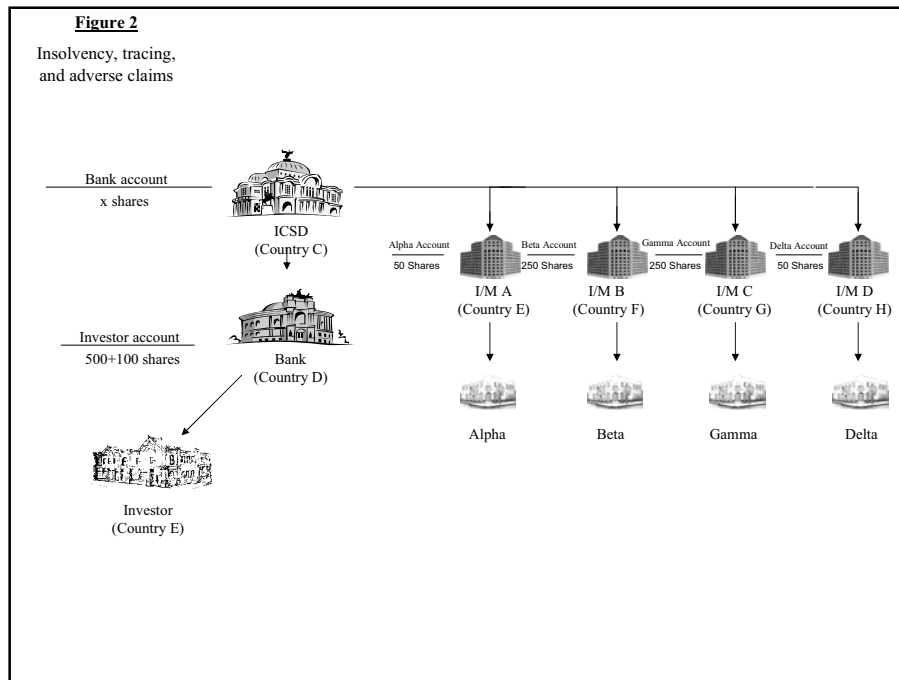 Figure 2
Insolvency, tracing,
and adverse claims
Bank account
x shares
ICSD
(Country C)
Investor account
500+100 shares
Bank
(Country D)
Investor
(Country E)
Alpha Account
50 Shares
I/M A
(Country E)
Alpha
Beta Account
250 Shares
I/M B
(Country F)
Beta
Gamma Account
250 Shares
I/M C
(Country G)
Gamma
Delta Account
50 Shares
I/M D
(Country H)
Delta